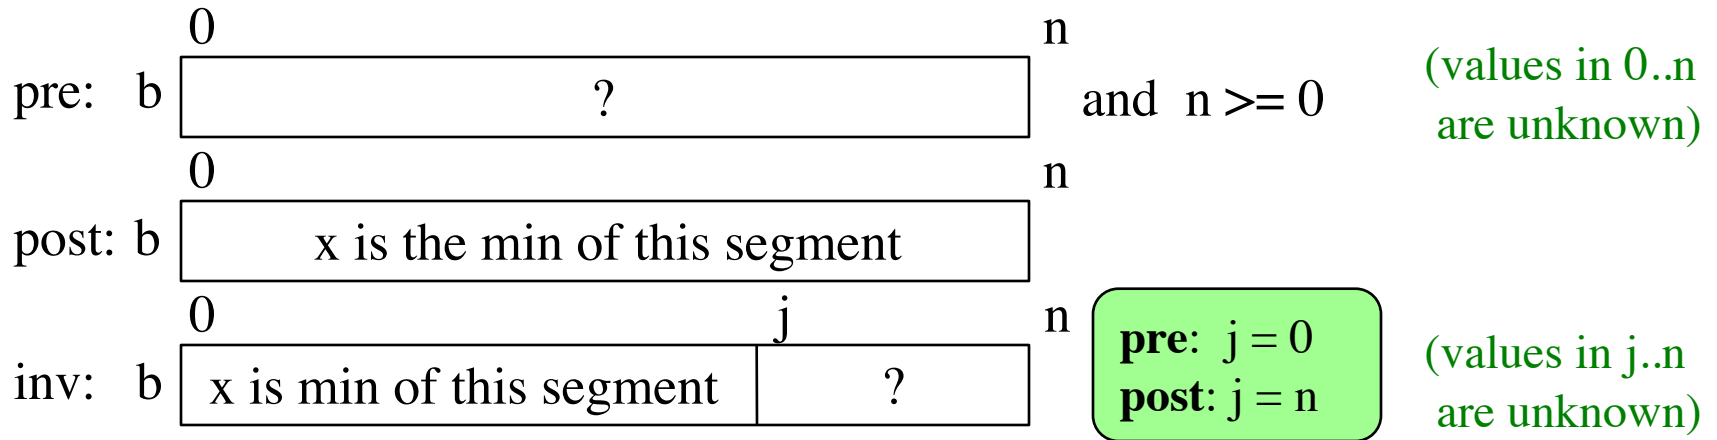 0 n
pre: b ? and n >= 0 (values in 0..n
are unknown)
0 n
post: b x is the min of this segment
0 j n
inv: b x is min of this segment ? pre: j = 0 (values in j..n
post: j = n are unknown)